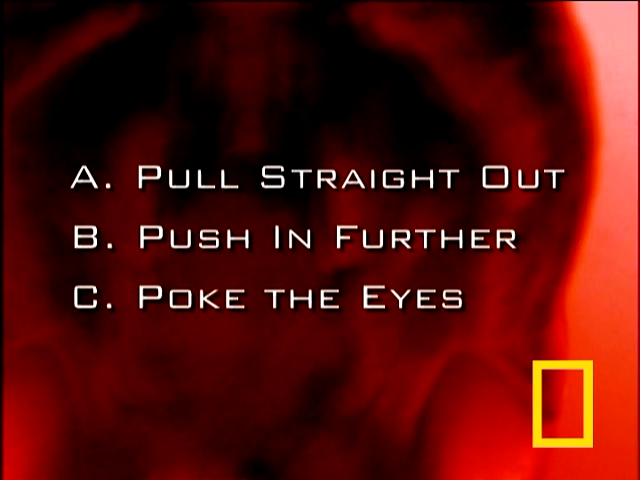 A. Pull Straight Out
B. Push In Further
C. Poke the Eyes